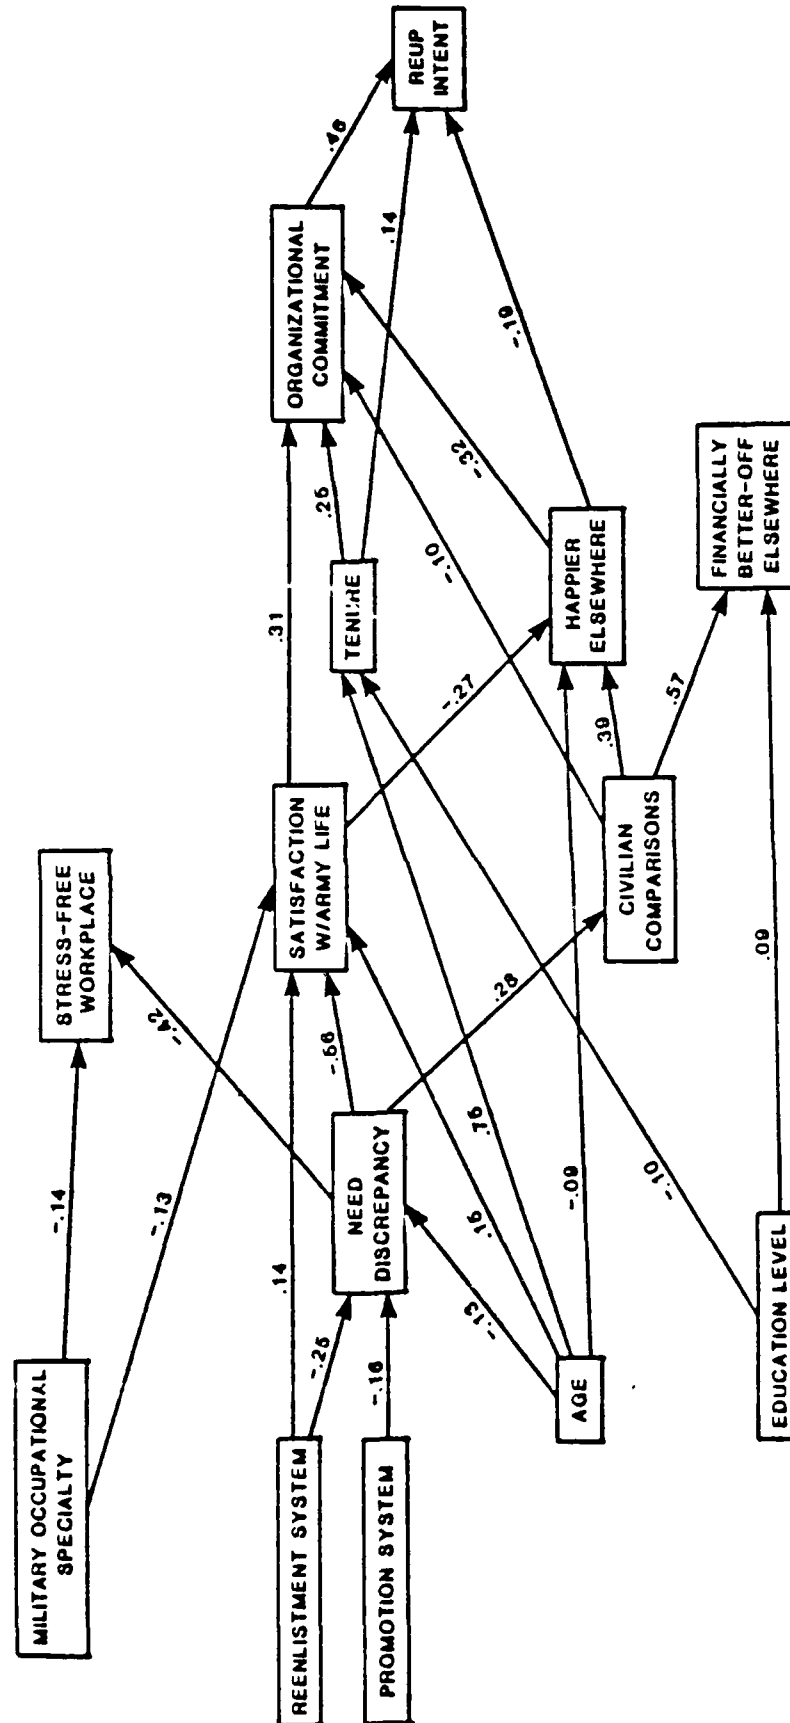 MILITARY OCCUPATIONAL
SPECIALTY
-.14
STRESS-FREE
WORKPLACE
-.13
-.42
REENLISTMENT SYSTEM
.14
-.25
PROMOTION SYSTEM
-.16
NEED
DISCREPANCY
-.56
SATISFACTION
W/ARMY LIFE
.31
ORGANIZATIONAL
COMMITMENT
.46
REUP
INTENT
TENURE
.25
.14
-.27
-.10
-.32
-.19
.28
.16
.75
-.13
AGE
-.09
HAPPIER
ELSEWHERE
.39
CIVILIAN
COMPARISONS
.57
FINANCIALLY
BETTER-OFF
ELSEWHERE
-.10
.09
EDUCATION LEVEL